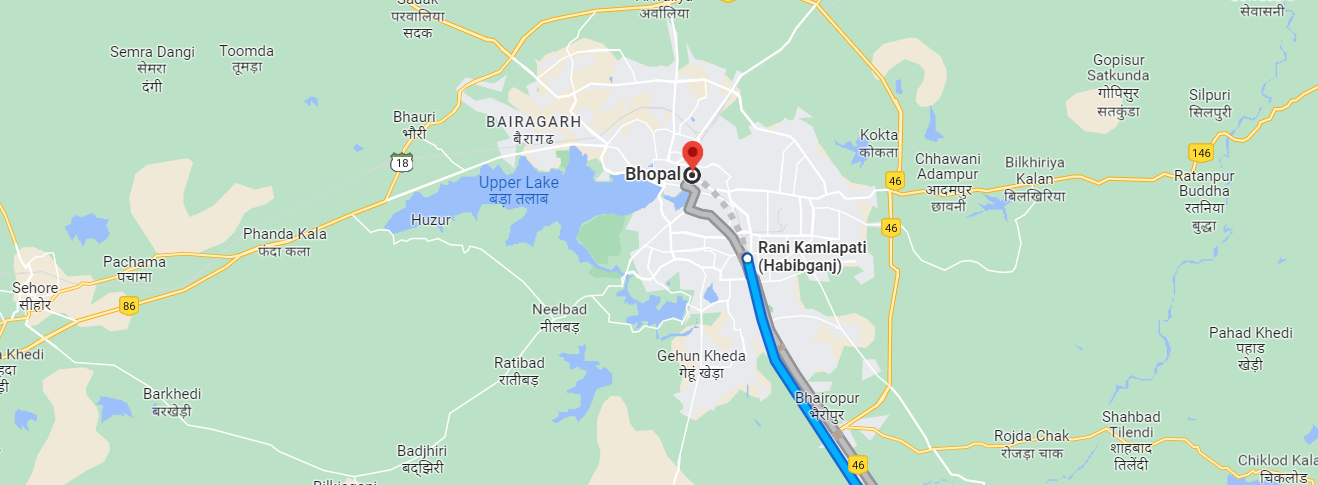 Sadak
परवालिया
सदक
अर्वालिया
सेवासनी
Semra Dangi
सेमरा
दंगी
Toomda
तूमड़ा
Gopisur
Satkunda
गोपिसुर
सतकुंडा
Silpuri
सिलपुरी
Bhauri
भौरी
BAIRAGARH
बैरागढ
18
Kokta
कोकता
146
Chhawani
Adampur
आदमपुर
छावनी
Bilkhiriya
Kalan
बिलखिरिया
46
Ratanpur
Buddha
रतनिया
बुद्धा
Bhopal
Upper Lake
बड़ा तलाब
Huzur
46
Phanda Kala
फंदा कला
Rani Kamlapati
(Habibganj)
Pachama
पचामा
Sehore
सीहोर
86
Neelbad
नीलबड़
Pahad Khedi
पहाड
खेड़ी
Khedi
Ratibad
रातीबड़
Gehun Kheda
गेहूं खेड़ा
Barkhedi
बरखेड़ी
Bhairopur
भैरोपुर
Shahbad
Tilendi
शाहबाद
तिलेंदी
Rojda Chak
रोजड़ा चाक
Badjhiri
बद्झिरी
46
Chiklod Kala
चिकलोड